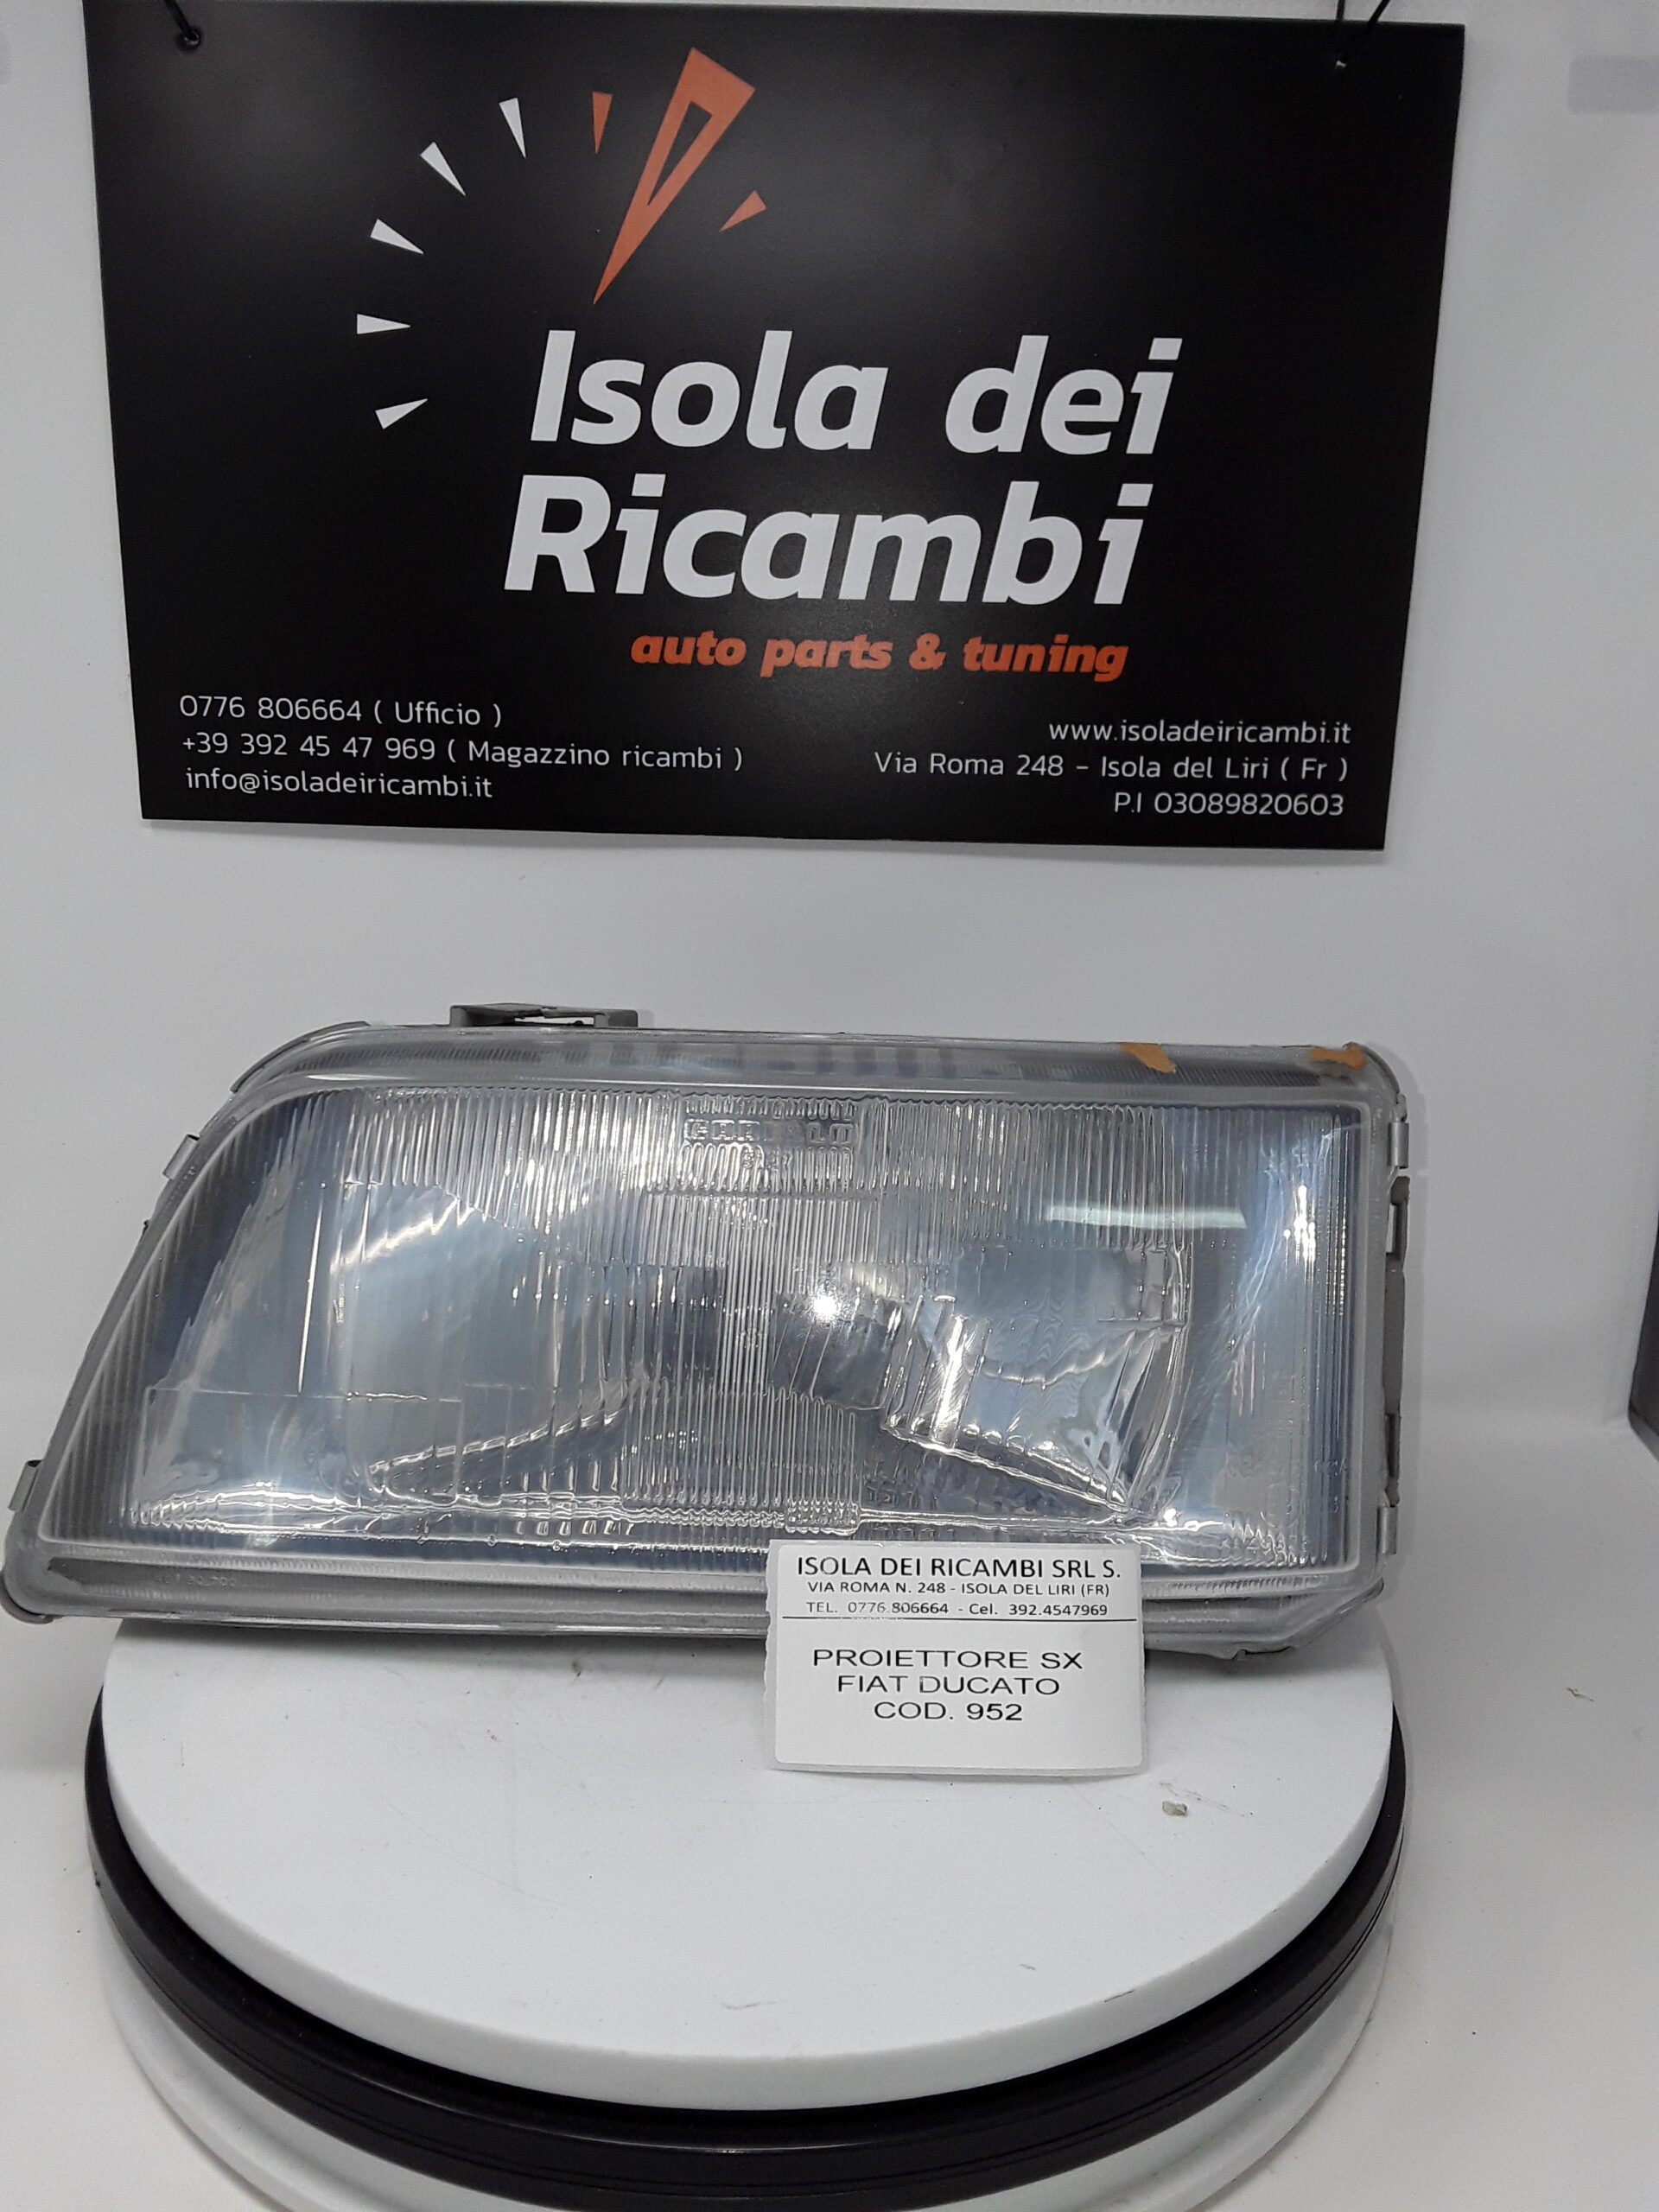 Isola dei
Ricambi
auto parts & tuning
0776 806664 ( Ufficio )
+39 392 45 47 969 ( Magazzino ricambi )
info@isoladeiricambi.it
www.isoladeiricambi.it
Via Roma 248 - Isola del Liri ( Fr )
P.I 03089820603
ISOLA DEI RICAMBI SRL S.
VIA ROMA N. 248 - ISOLA DEL LIRI (FR)
TEL. 0776.806664 - Cel. 392.4547969
PROIETTORE SX
FIAT DUCATO
COD. 952